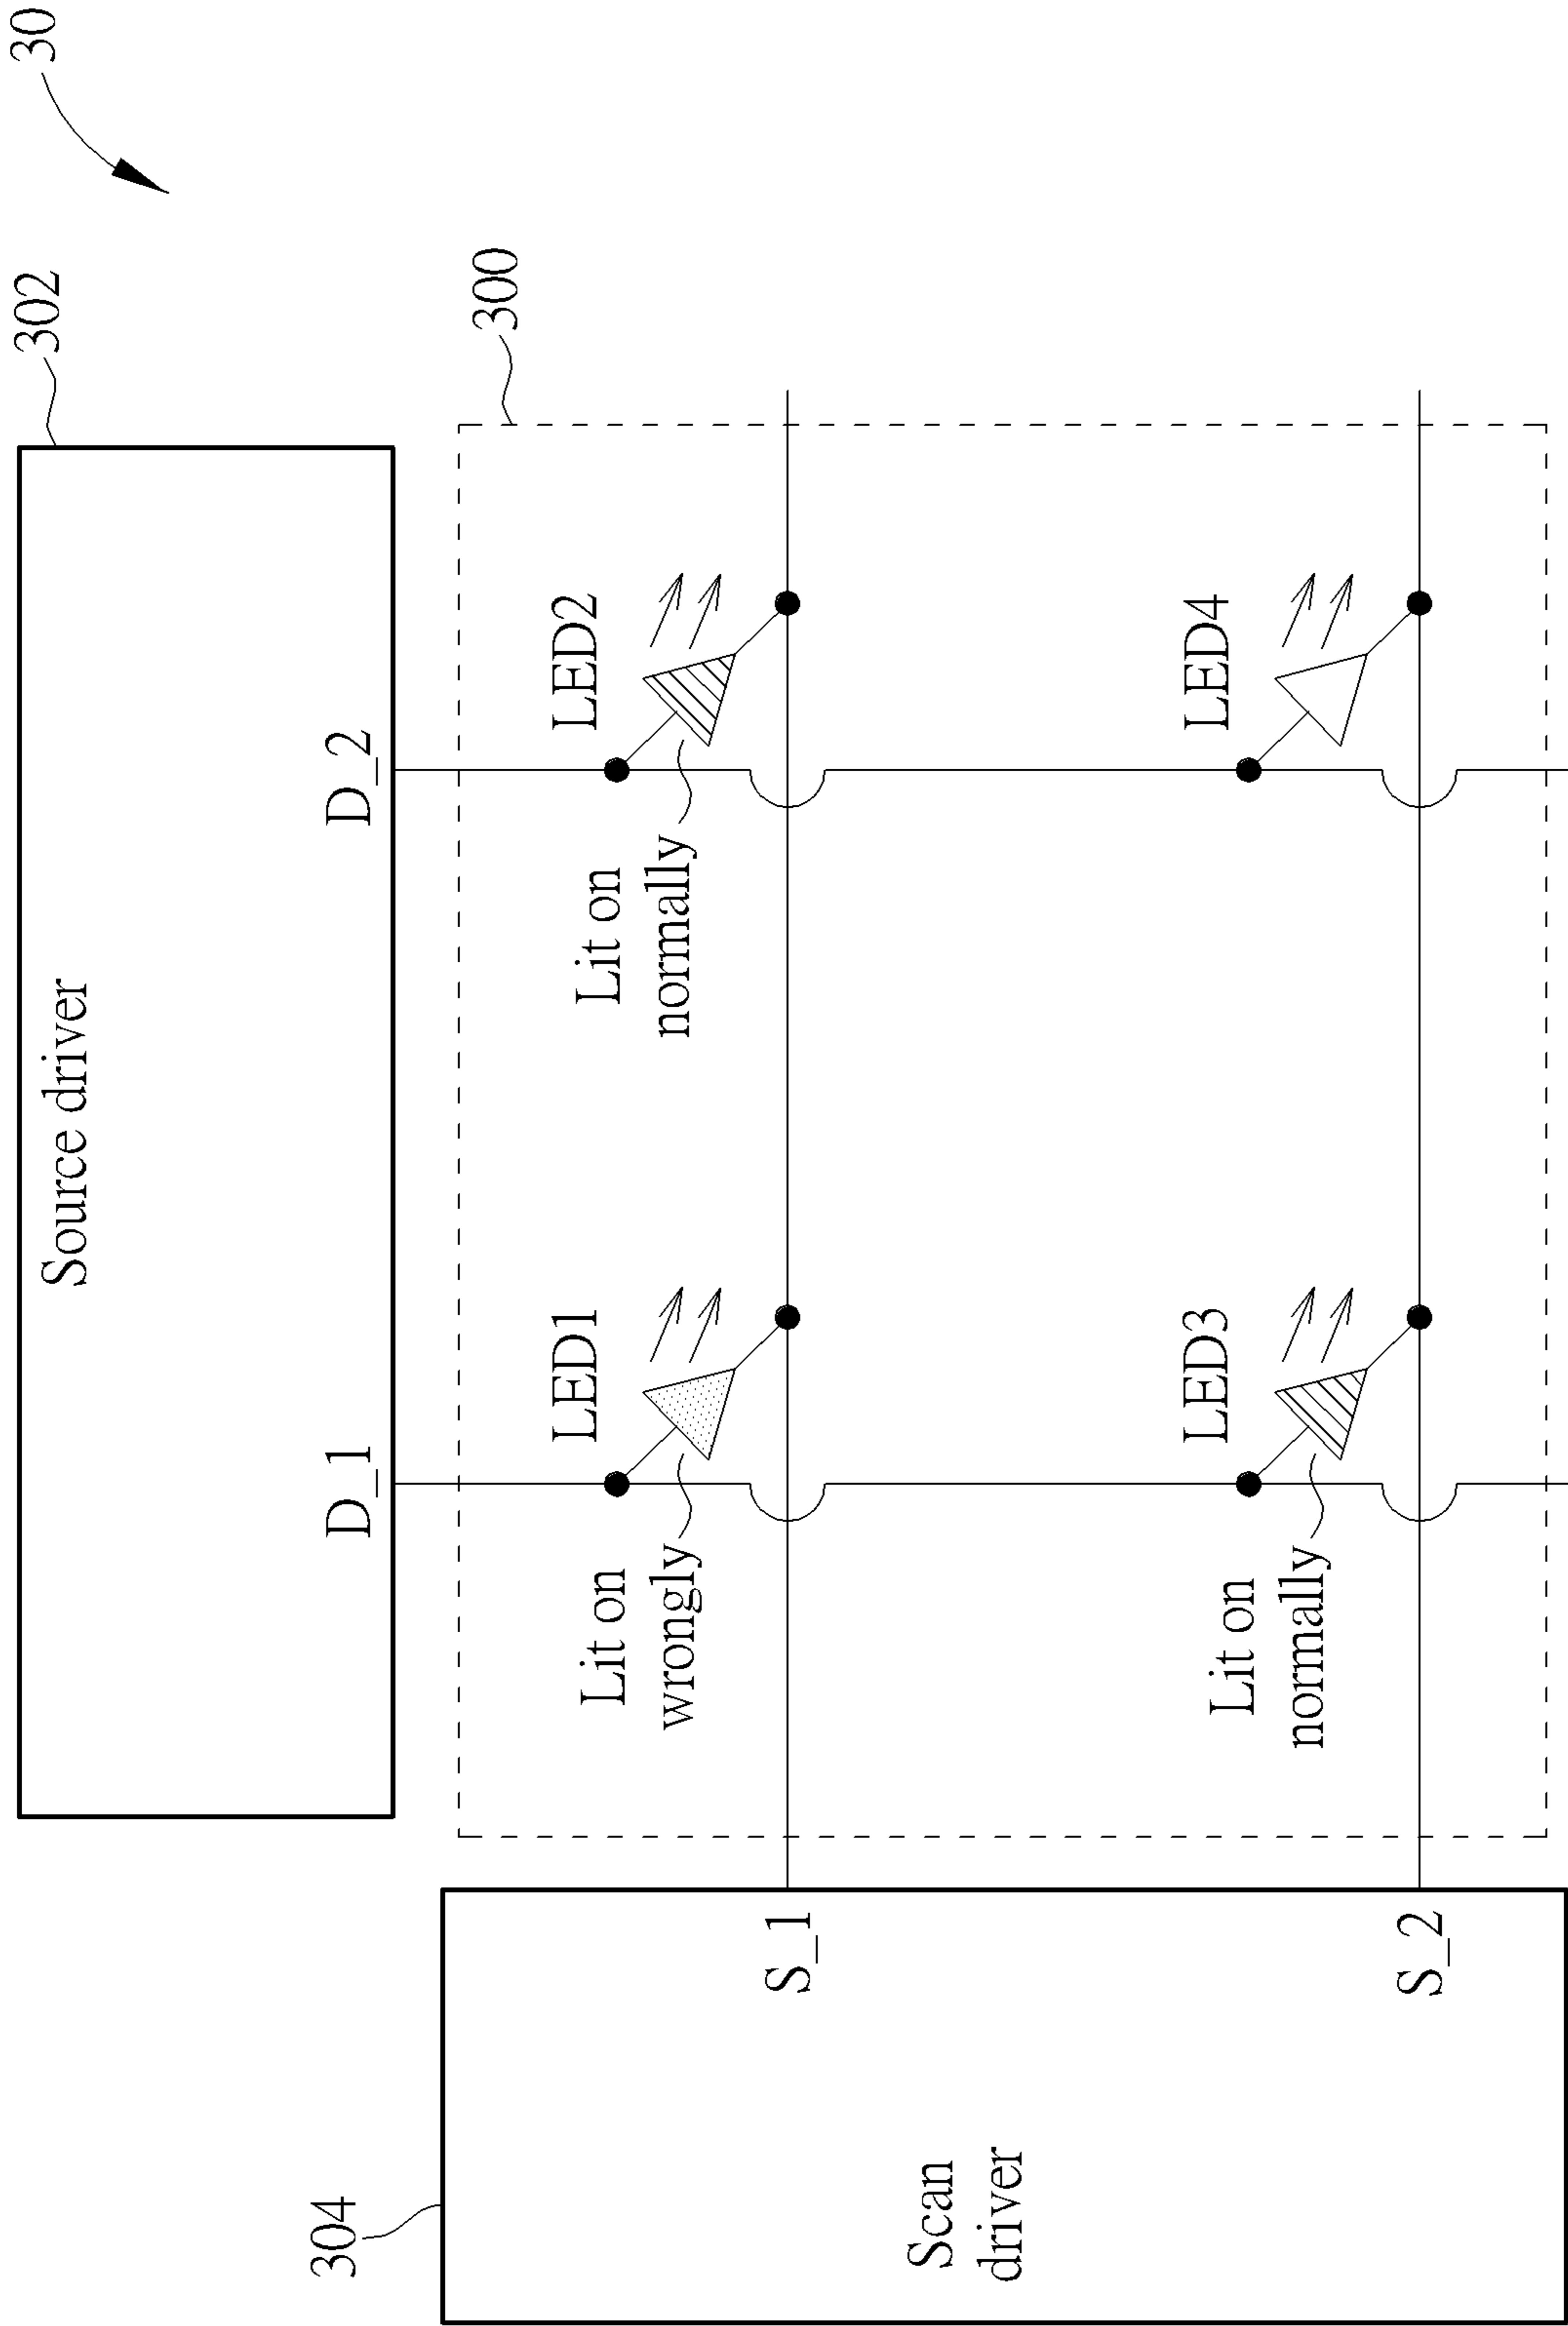 30
302
Source driver
D_1
D_2
300
LED1
LED2
Lit on
wrongly
Lit on
normally
304
Scan
driver
S_1
S_2
LED3
LED4
Lit on
normally